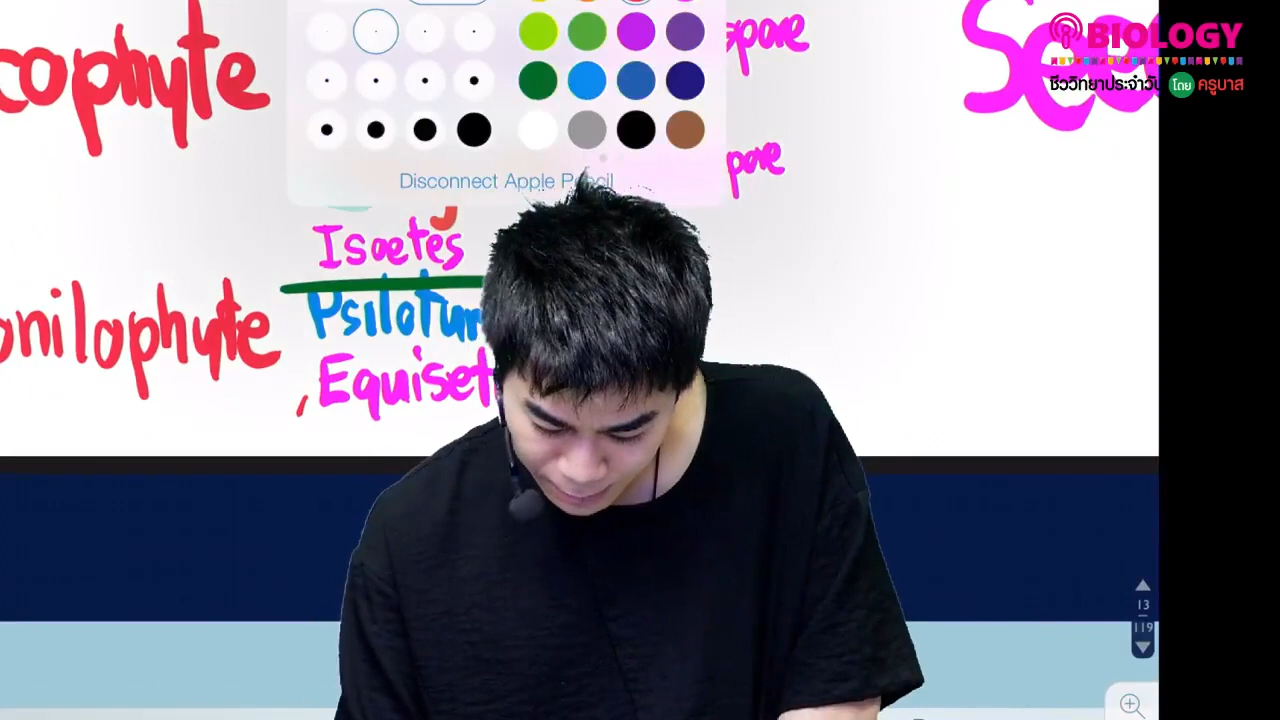 cophyte
spore
See
BIOLOGY
ชีววิทยาประจำวัน โดย ครูบาส
spore
Disconnect Apple Pencil
Isoetes
onilophyte
Psilotum
, Equiset
13
119